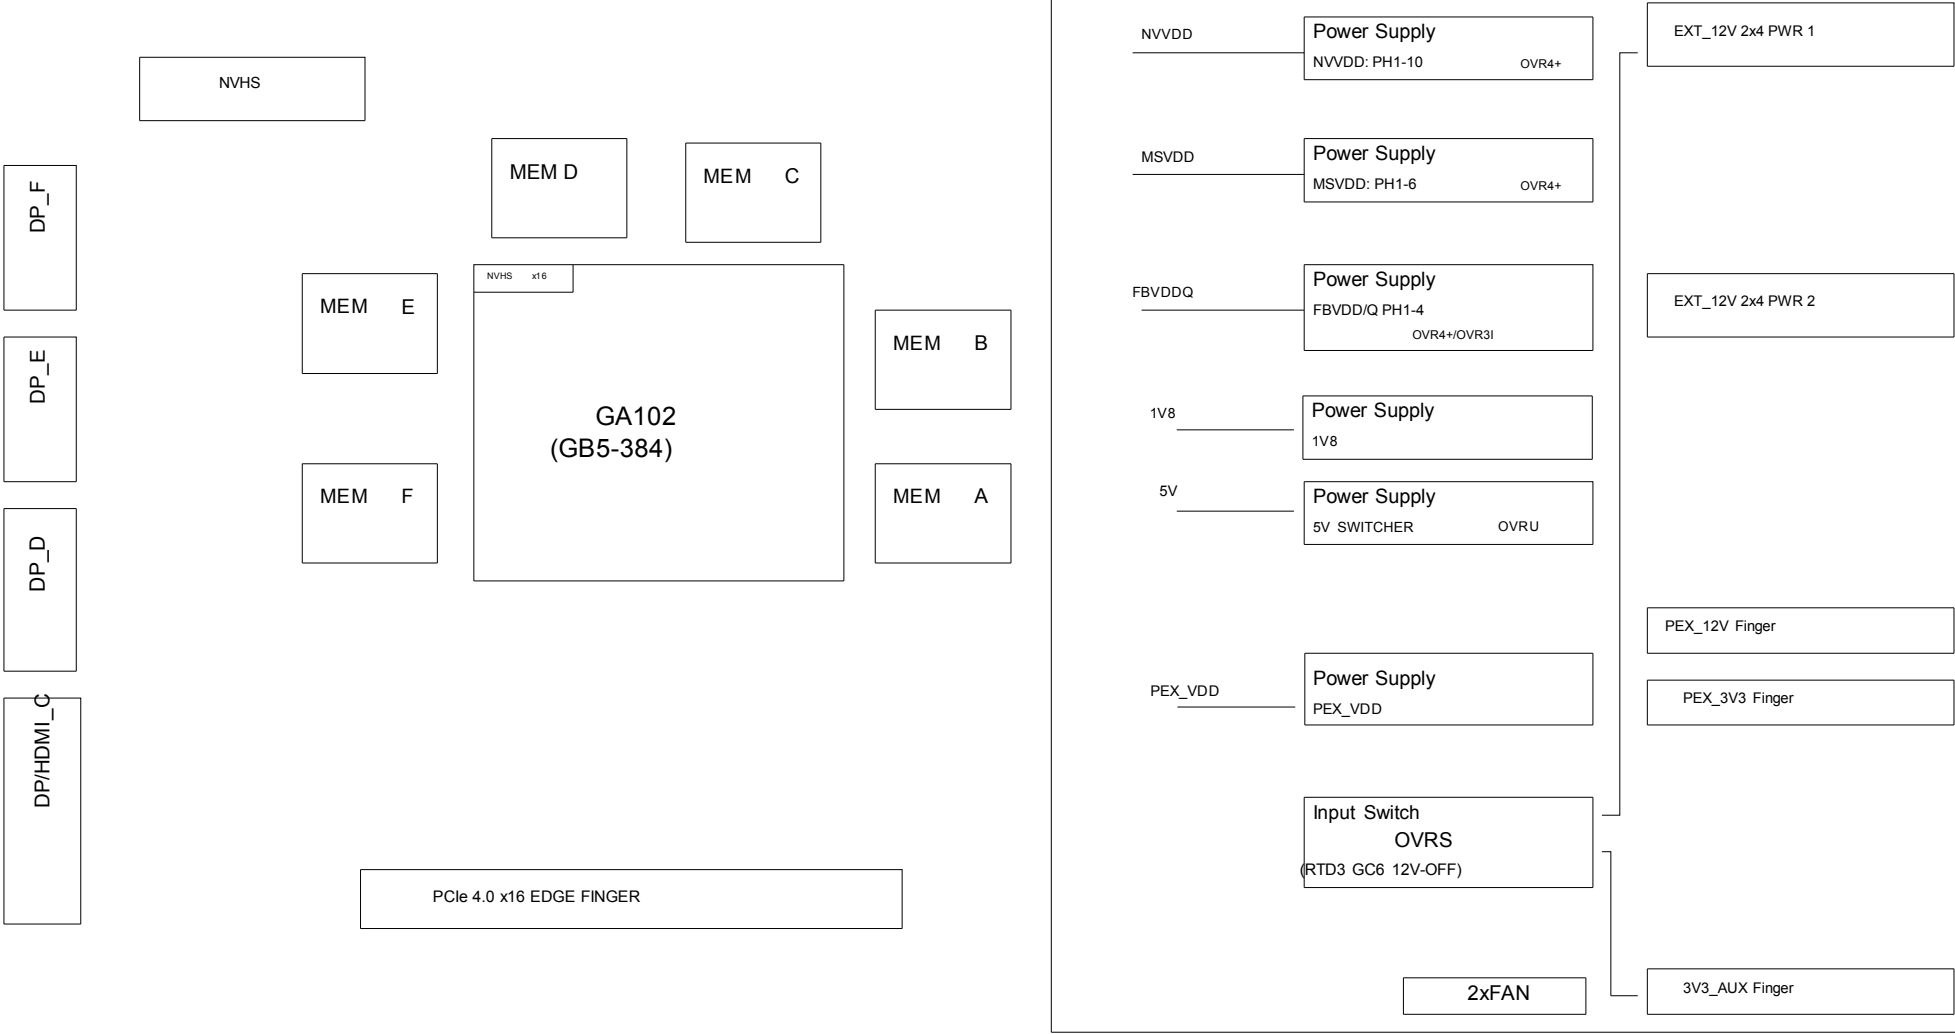 NVHS
MEM D
MEM C
DP_F
NVHS x16
MEM E
MEM B
DP_E
GA102
(GB5-384)
MEM F
MEM A
DP_D
DP/HDMI_C
PCIe 4.0 x16 EDGE FINGER
NVVDD
Power Supply
NVVDD: PH1-10 OVR4+
EXT_12V 2x4 PWR 1
MSVDD
Power Supply
MSVDD: PH1-6 OVR4+
FBVDDQ
Power Supply
FBVDD/Q PH1-4
OVR4+/OVR3I
EXT_12V 2x4 PWR 2
1V8
Power Supply
1V8
5V
Power Supply
5V SWITCHER OVRU
PEX_12V Finger
PEX_VDD
Power Supply
PEX_VDD
PEX_3V3 Finger
Input Switch
OVRS
(RTD3 GC6 12V-OFF)
2xFAN
3V3_AUX Finger